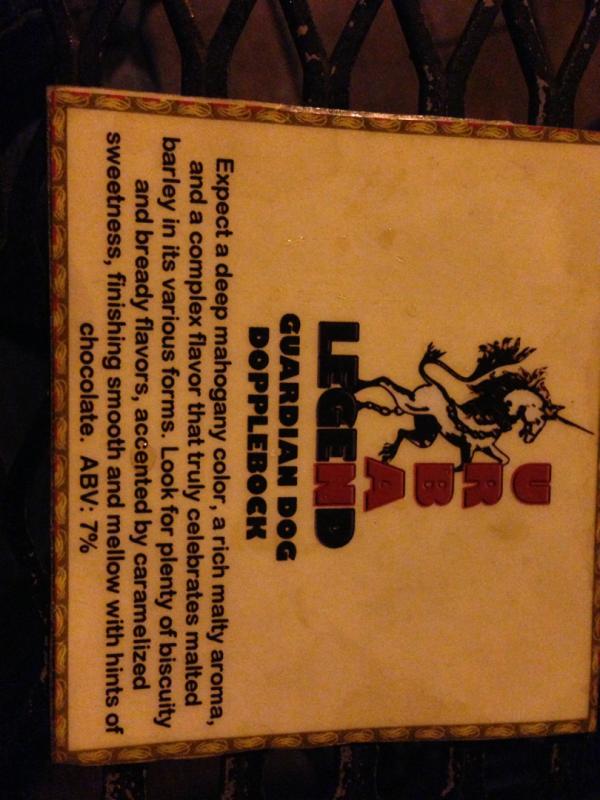 URBAN
LEGEND
GUARDIAN DOG
DOPPLEBOCK
Expect a deep mahogany color, a rich malty aroma,
and a complex flavor that truly celebrates malted
barley in its various forms. Look for plenty of biscuity
and bready flavors, accented by caramelized
sweetness, finishing smooth and mellow with hints of
chocolate. ABV: 7%